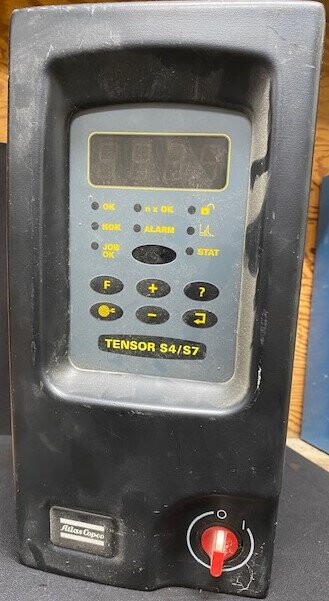 OK n x OK
NOK ALARM
JOB OK STAT
F + ?
−
TENSOR S4/S7
Atlas Copco
O I